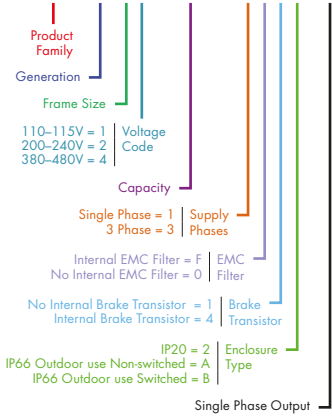 Product
Family
Generation
Frame Size
110–115V = 1
200–240V = 2
380–480V = 4
Voltage
Code
Capacity
Single Phase = 1
3 Phase = 3
Supply
Phases
Internal EMC Filter = F
No Internal EMC Filter = 0
EMC
Filter
No Internal Brake Transistor = 1
Internal Brake Transistor = 4
Brake
Transistor
IP20 = 2
IP66 Outdoor use Non-switched = A
IP66 Outdoor use Switched = B
Enclosure
Type
Single Phase Output